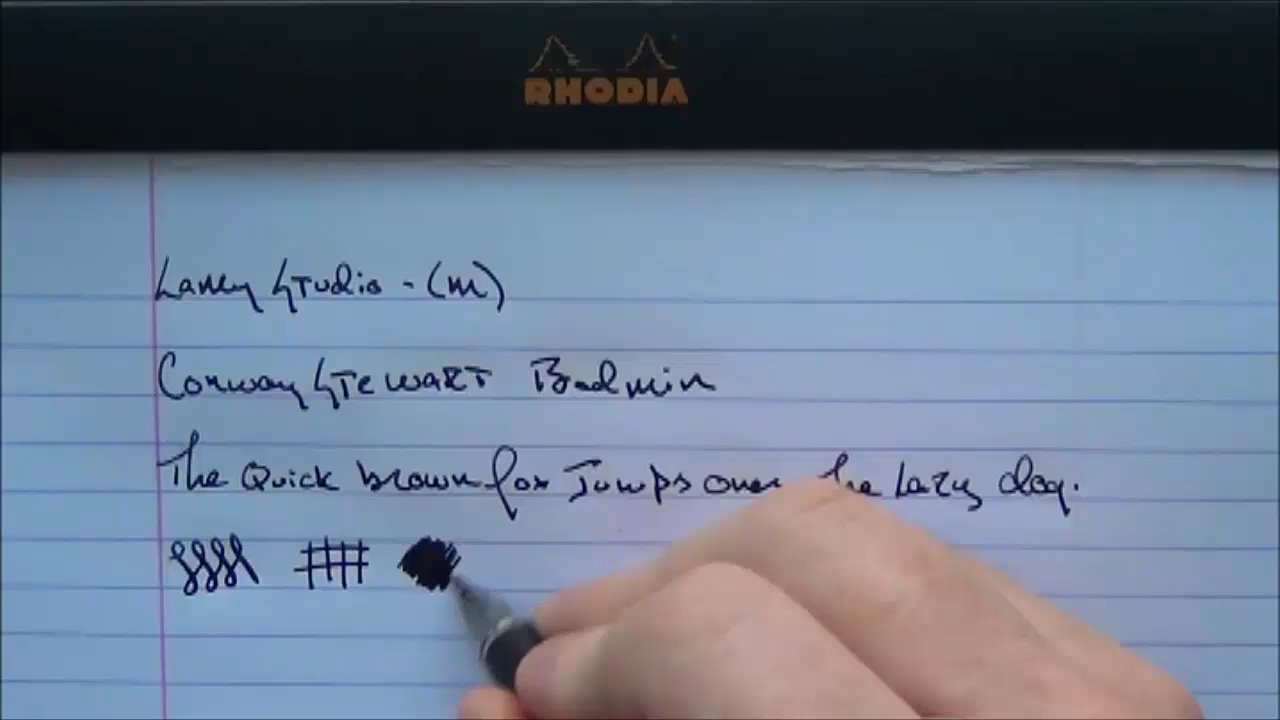 RHODIA
Lamy Studio - (M)
Conway Stewart Bodmin
The Quick brown fox Jumps over the Lazy dog.